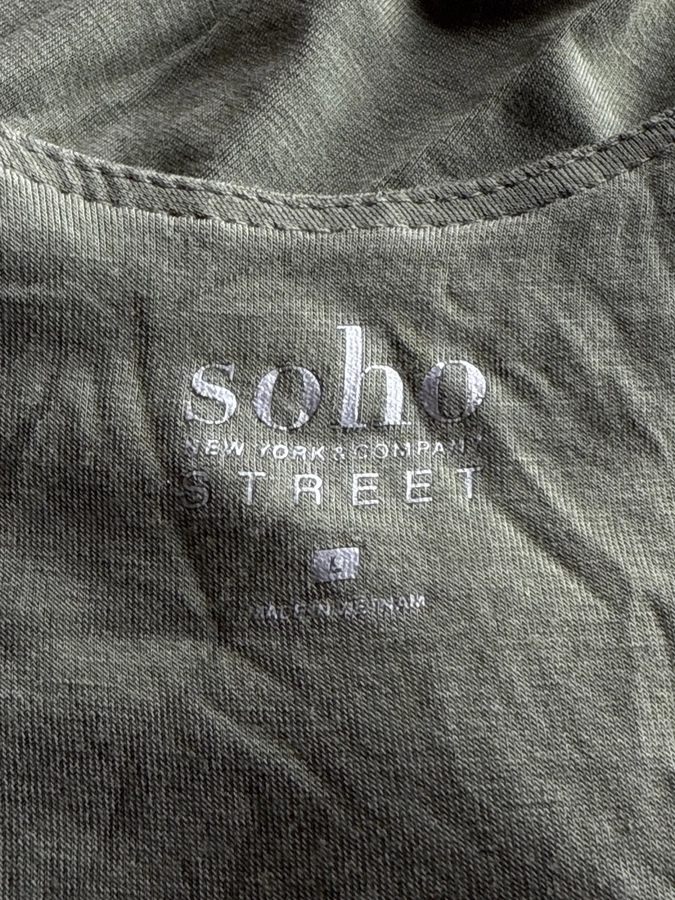 soho
NEW YORK & COMPANY
STREET
L
MADE IN VIETNAM